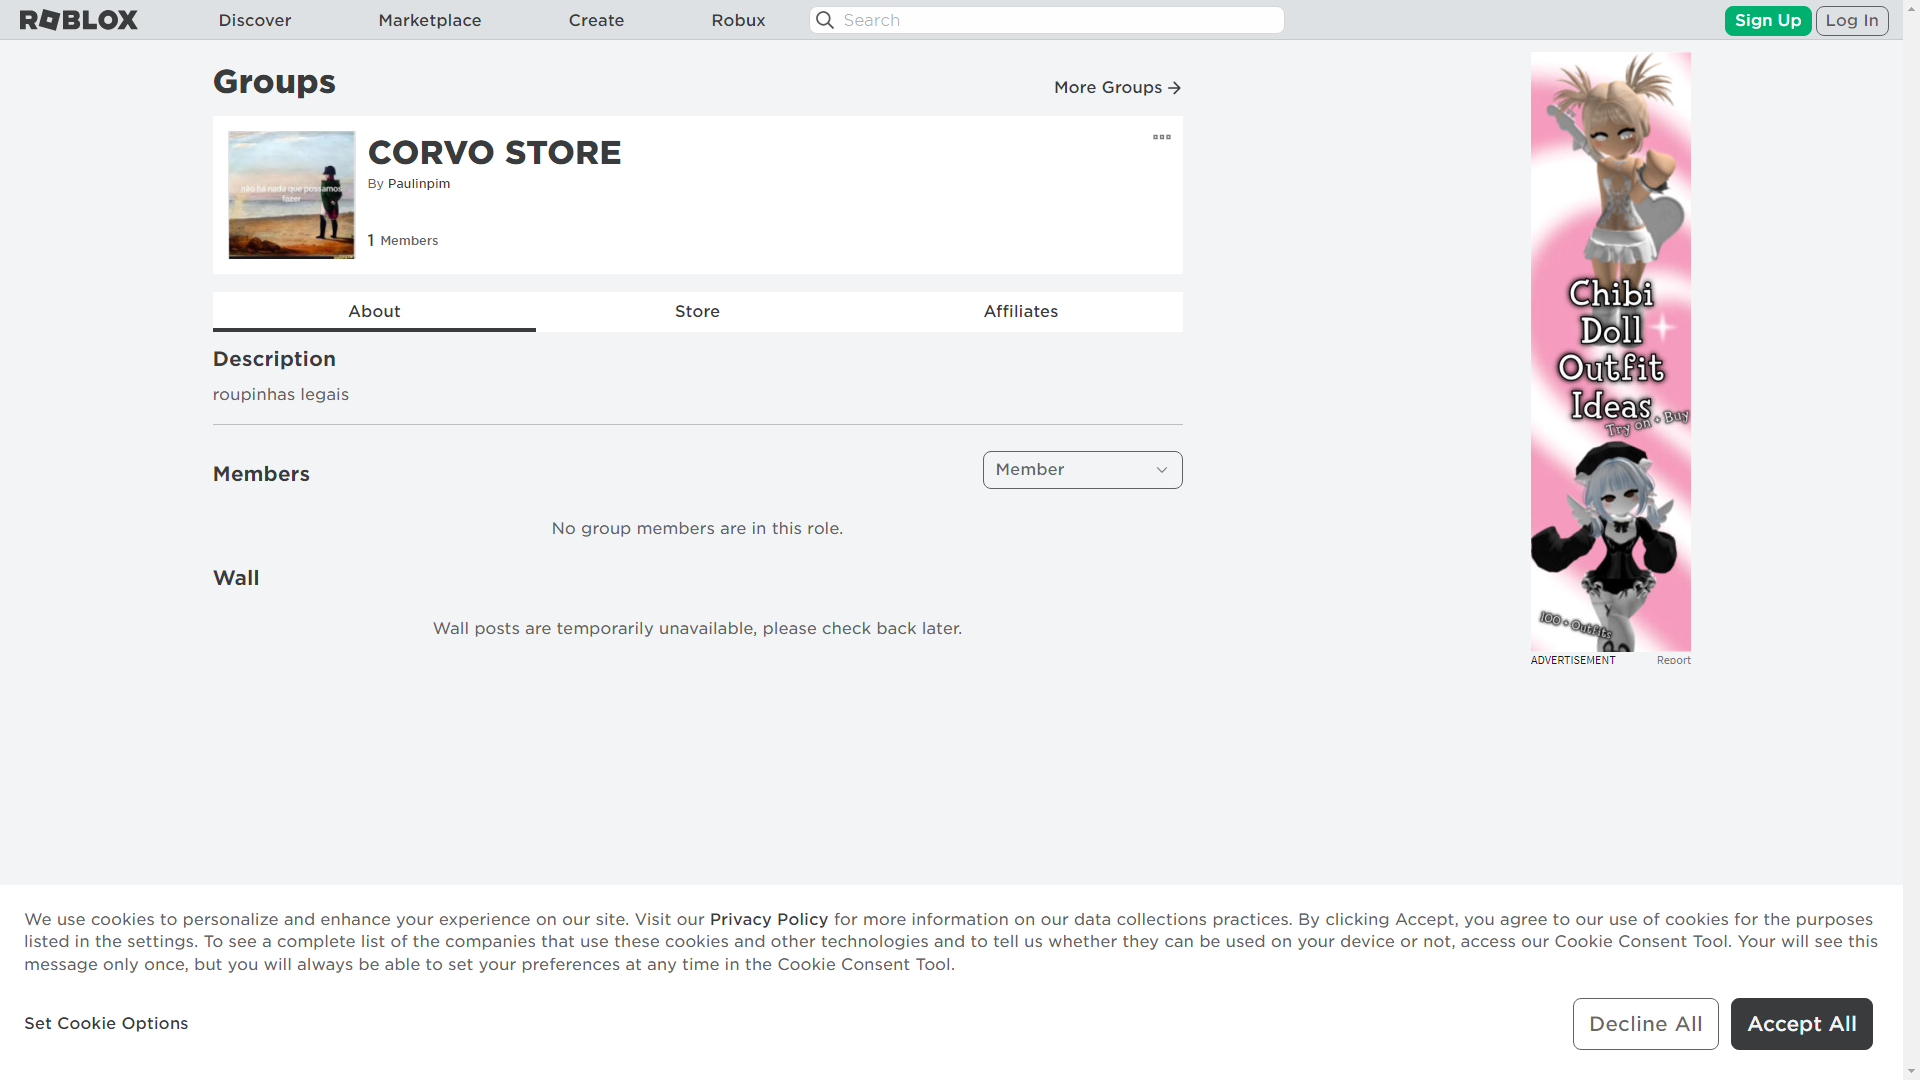 ROBLOX
Discover
Marketplace
Create
Robux
Search
Sign Up
Log In
Groups
More Groups
não há nada que possamos
fazer
CORVO STORE
By Paulinpim
1 Members
About
Store
Affiliates
Description
roupinhas legais
Members
Member
No group members are in this role.
Wall
Wall posts are temporarily unavailable, please check back later.
Chibi
Doll
Outfit
Ideas
Try on + Buy
100 + Outfits
ADVERTISEMENT
Report
We use cookies to personalize and enhance your experience on our site. Visit our Privacy Policy for more information on our data collections practices. By clicking Accept, you agree to our use of cookies for the purposes
listed in the settings. To see a complete list of the companies that use these cookies and other technologies and to tell us whether they can be used on your device or not, access our Cookie Consent Tool. Your will see this
message only once, but you will always be able to set your preferences at any time in the Cookie Consent Tool.
Set Cookie Options
Decline All
Accept All